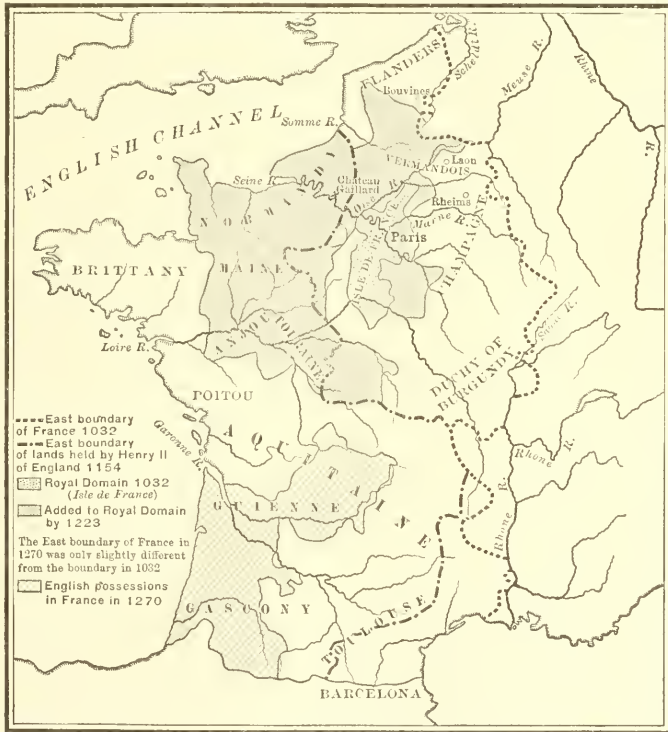 FLANDERS
Scheldt R.
Bouvines
Meuse R.
Rhine
R.
ENGLISH CHANNEL
Somme R.
VERMANDOIS
Laon
Seine R.
Chateau
Gaillard
Oise R.
Rheims
NORMANDY
Marne R.
Paris
ISLE DE FRANCE
CHAMPAGNE
BRITTANY
MAINE
ANJOU
TOURAINE
Loire R.
Saone R.
DUCHY OF
BURGUNDY
POITOU
Garonne R.
AQUITAINE
Rhone R.
Rhone R.
GUIENNE
GASCONY
TOULOUSE
BARCELONA
East boundary
of France 1032
East boundary
of lands held by Henry II
of England 1154
Royal Domain 1032
(Isle de France)
Added to Royal Domain
by 1223
The East boundary of France in
1270 was only slightly different
from the boundary in 1032
English possessions
in France in 1270